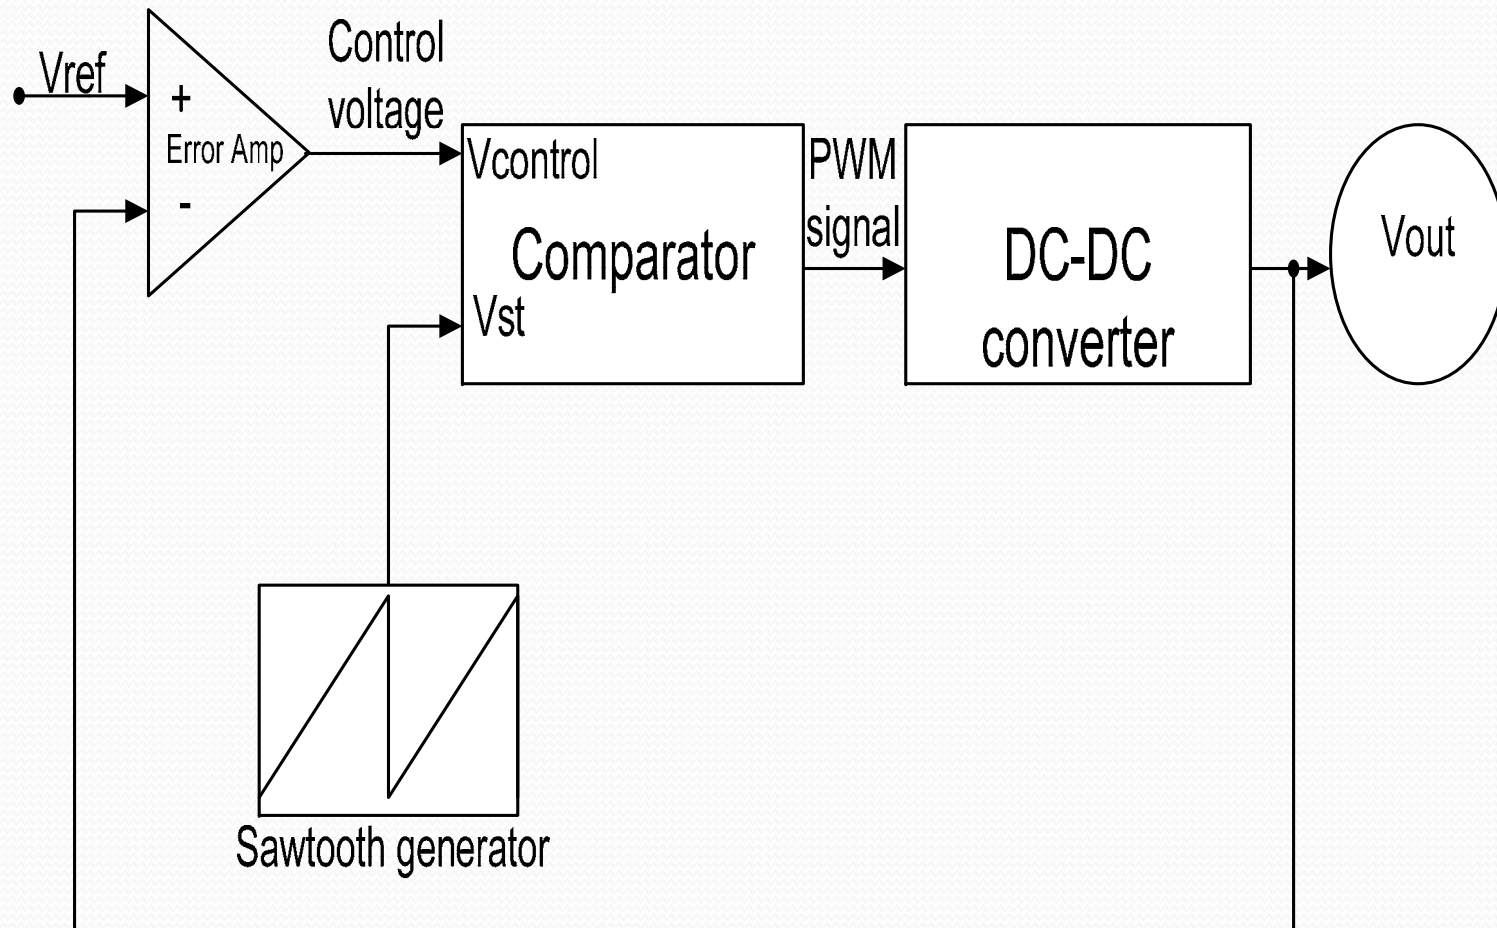 Vref
+
Error Amp
-
Control
voltage
Vcontrol
Comparator
Vst
PWM
signal
DC-DC
converter
Vout
Sawtooth generator